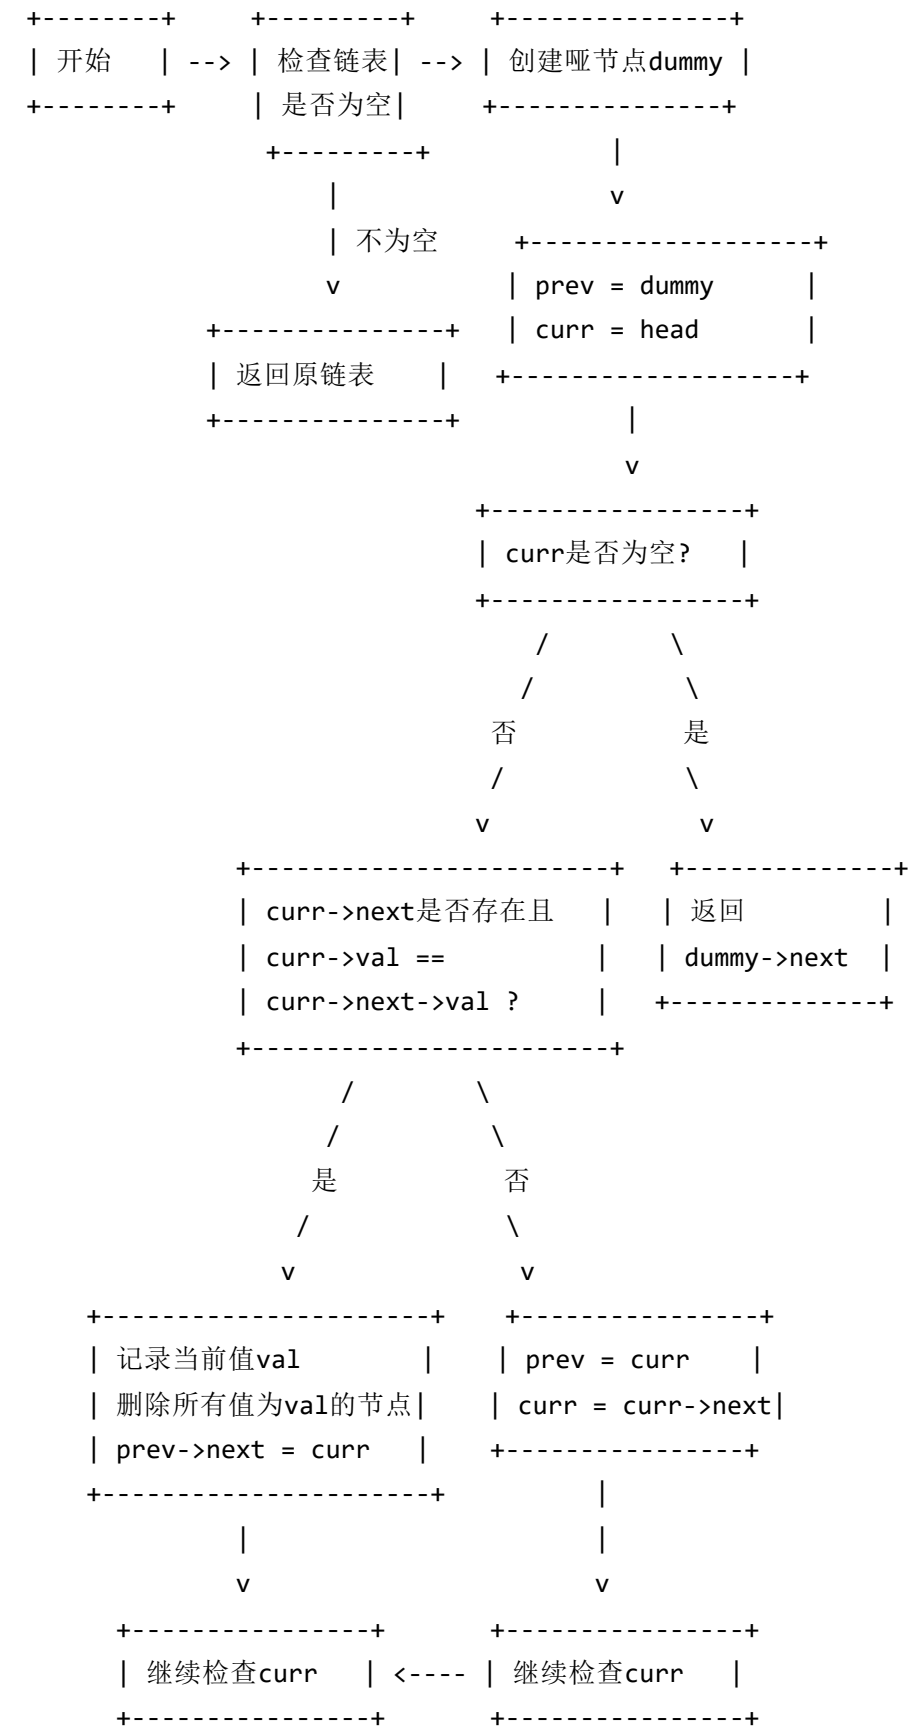 开始 --> 检查链表 --> 创建哑节点dummy
是否为空
不为空
prev = dummy
curr = head
返回原链表
curr是否为空?
否 是
curr->next是否存在且 返回
curr->val == dummy->next
curr->next->val ?
是 否
记录当前值val prev = curr
删除所有值为val的节点 curr = curr->next
prev->next = curr
继续检查curr <---- 继续检查curr